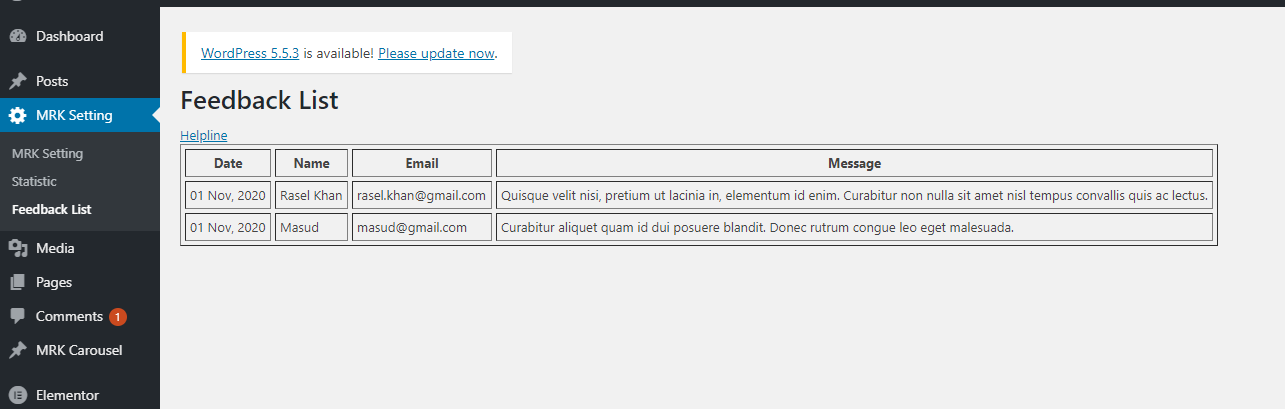 Dashboard
Posts
MRK Setting
MRK Setting
Statistic
Feedback List
Media
Pages
Comments 1
MRK Carousel
Elementor
WordPress 5.5.3 is available! Please update now.
Feedback List
Helpline
Date Name Email Message
01 Nov, 2020 Rasel Khan rasel.khan@gmail.com Quisque velit nisi, pretium ut lacinia in, elementum id enim. Curabitur non nulla sit amet nisl tempus convallis quis ac lectus.
01 Nov, 2020 Masud masud@gmail.com Curabitur aliquet quam id dui posuere blandit. Donec rutrum congue leo eget malesuada.